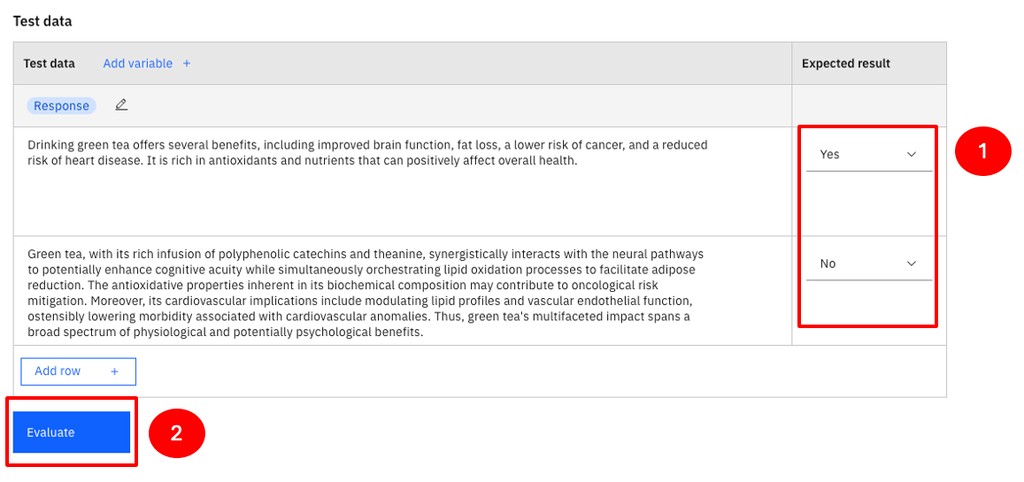 Test data
Test data Add variable + Expected result
Response
Drinking green tea offers several benefits, including improved brain function, fat loss, a lower risk of cancer, and a reduced
risk of heart disease. It is rich in antioxidants and nutrients that can positively affect overall health.
Yes
1
Green tea, with its rich infusion of polyphenolic catechins and theanine, synergistically interacts with the neural pathways
to potentially enhance cognitive acuity while simultaneously orchestrating lipid oxidation processes to facilitate adipose
reduction. The antioxidative properties inherent in its biochemical composition may contribute to oncological risk
mitigation. Moreover, its cardiovascular implications include modulating lipid profiles and vascular endothelial function,
ostensibly lowering morbidity associated with cardiovascular anomalies. Thus, green tea's multifaceted impact spans a
broad spectrum of physiological and potentially psychological benefits.
No
Add row +
Evaluate
2